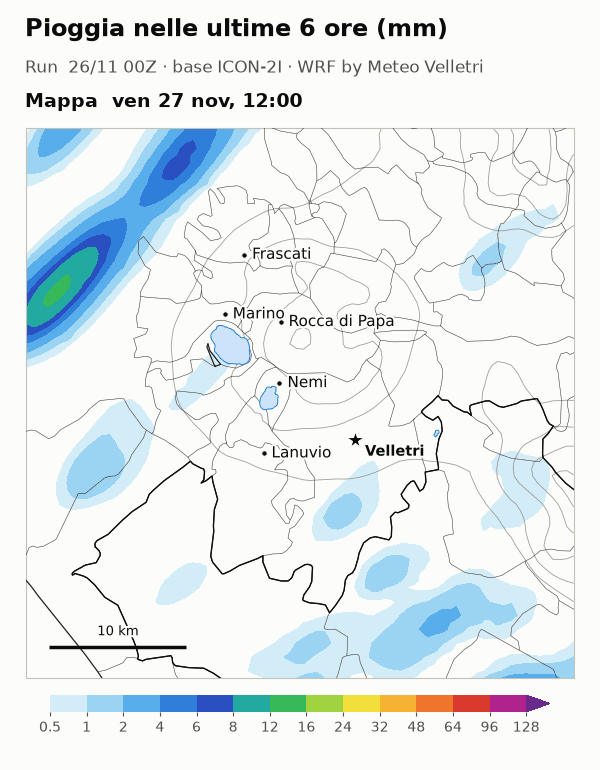 Pioggia nelle ultime 6 ore (mm)
Run  26/11 00Z · base ICON-2I · WRF by Meteo Velletri
Mappa  ven 27 nov, 12:00
Frascati
Marino
Rocca di Papa
Nemi
Velletri
Lanuvio
10 km
0.5 1 2 4 6 8 12 16 24 32 48 64 96 128